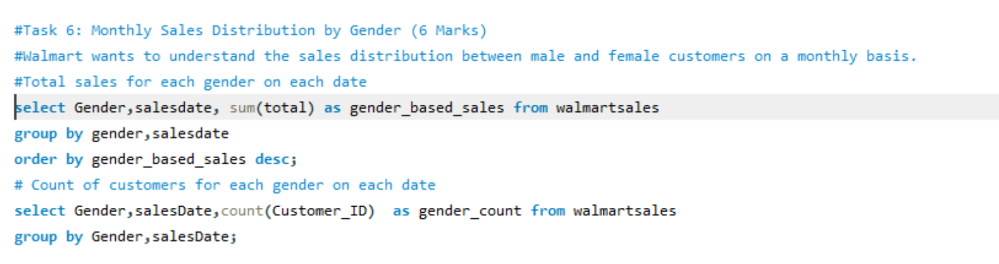 #Task 6: Monthly Sales Distribution by Gender (6 Marks)
#Walmart wants to understand the sales distribution between male and female customers on a monthly basis.
#Total sales for each gender on each date
select Gender,salesdate, sum(total) as gender_based_sales from walmartsales
group by gender,salesdate
order by gender_based_sales desc;
# Count of customers for each gender on each date
select Gender,salesDate,count(Customer_ID)  as gender_count from walmartsales
group by Gender,salesDate;